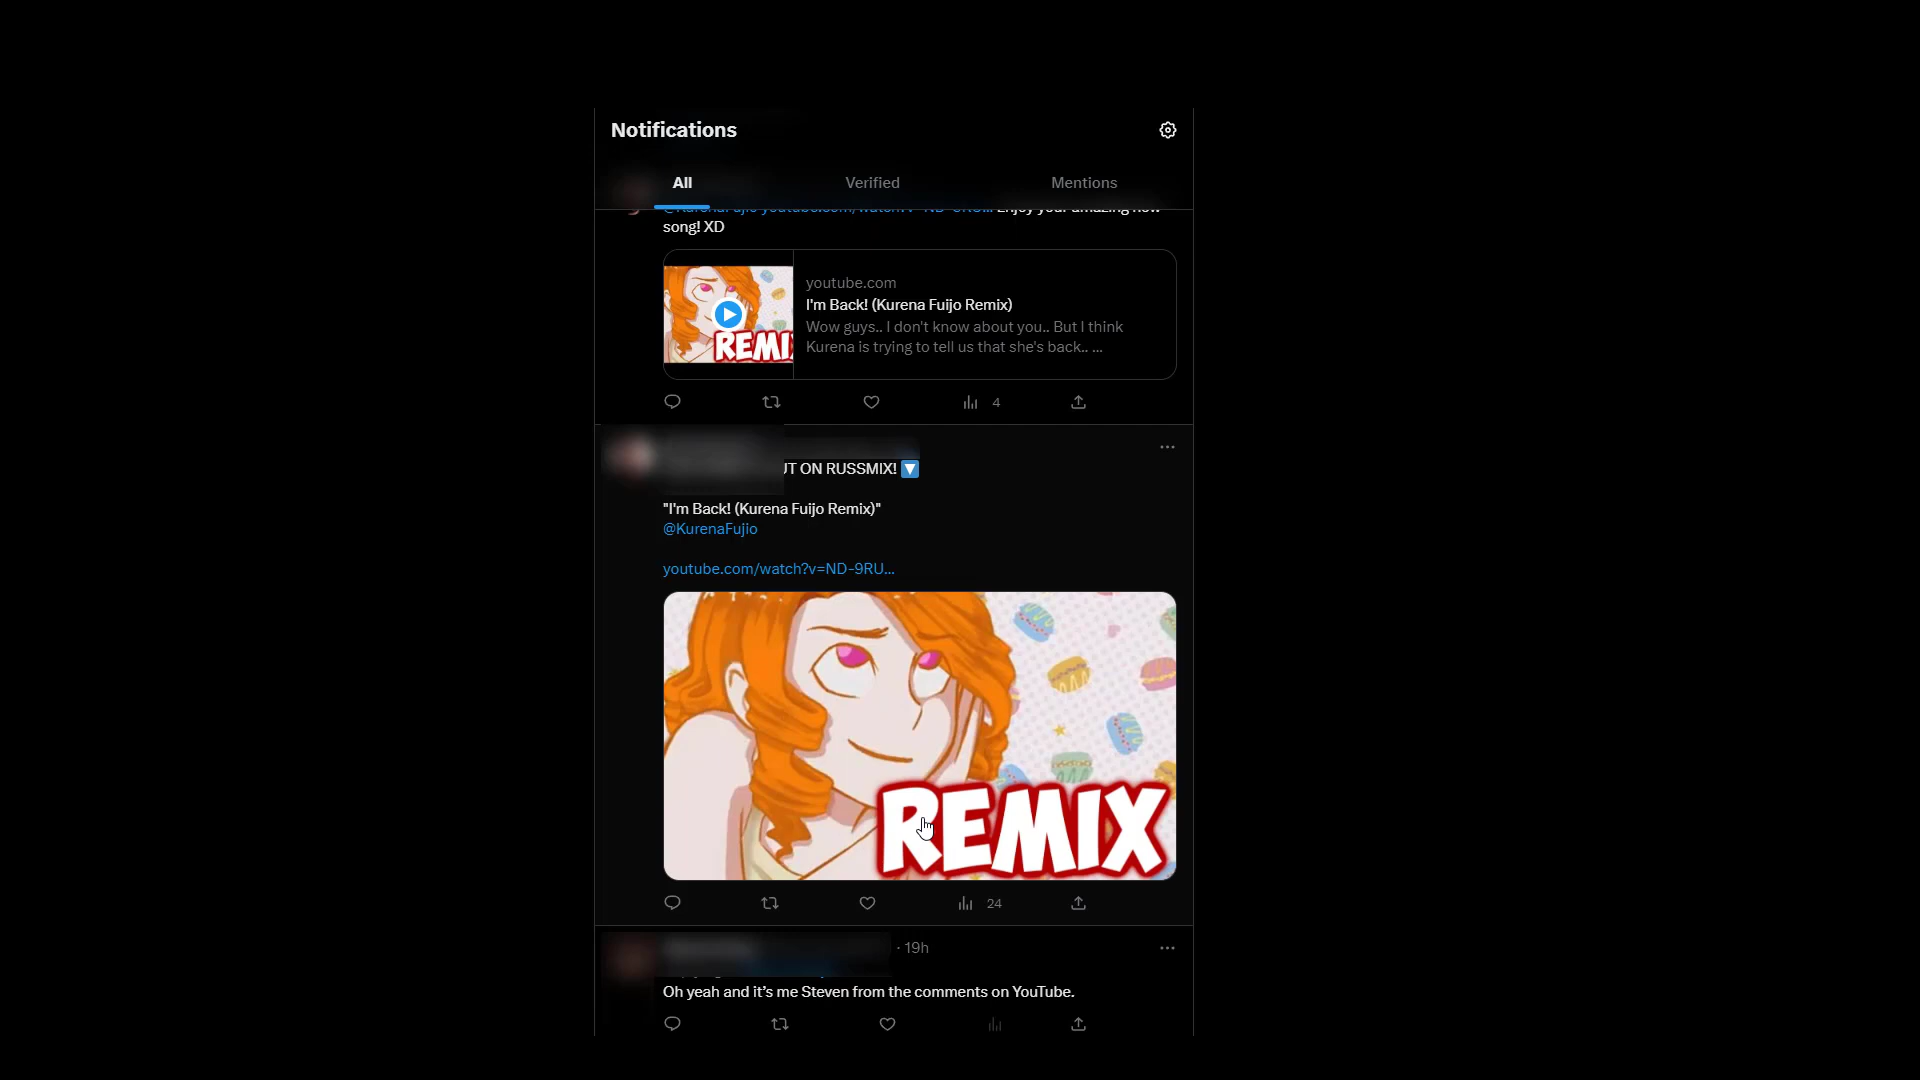 Notifications
All
Verified
Mentions
song! XD
REMIX
youtube.com
I'm Back! (Kurena Fuijo Remix)
Wow guys.. I don't know about you.. But I think
Kurena is trying to tell us that she's back.. ...
4
ON RUSSMIX!
"I'm Back! (Kurena Fuijo Remix)"
@KurenaFujio
youtube.com/watch?v=ND-9RU...
REMIX
24
· 19h
Oh yeah and it’s me Steven from the comments on YouTube.